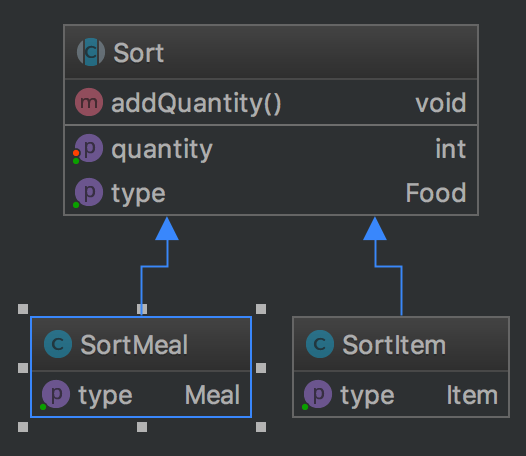 C Sort
m addQuantity() void
p quantity int
p type Food
C SortMeal
p type Meal
C SortItem
p type Item